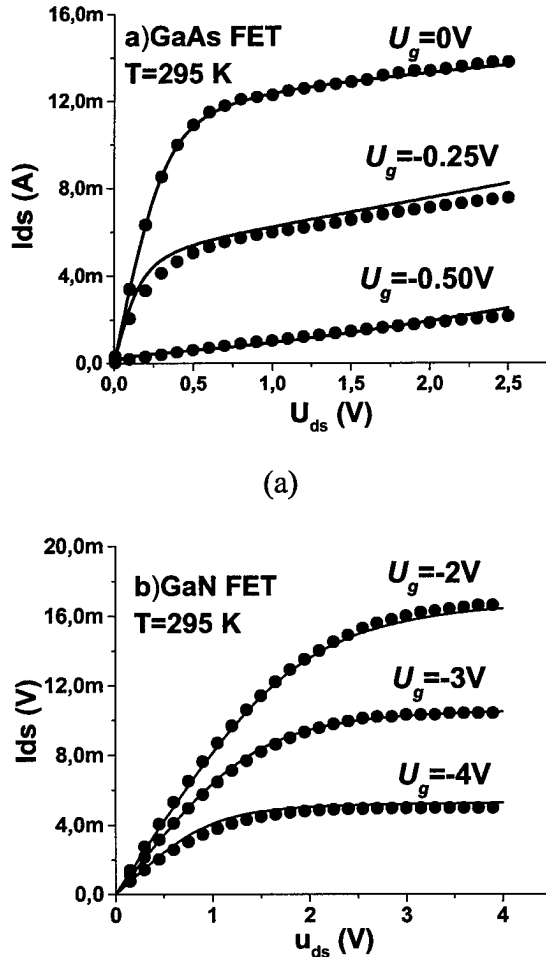 16,0m
a)GaAs FET
T=295 K
U_g=0V
12,0m
U_g=-0.25V
8,0m
Ids (A)
4,0m
U_g=-0.50V
0,0
0,0 0,5 1,0 1,5 2,0 2,5
U_ds (V)
(a)
20,0m
b)GaN FET
T=295 K
U_g=-2V
16,0m
U_g=-3V
12,0m
Ids (V)
8,0m
U_g=-4V
4,0m
0,0
0 1 2 3 4
u_ds (V)